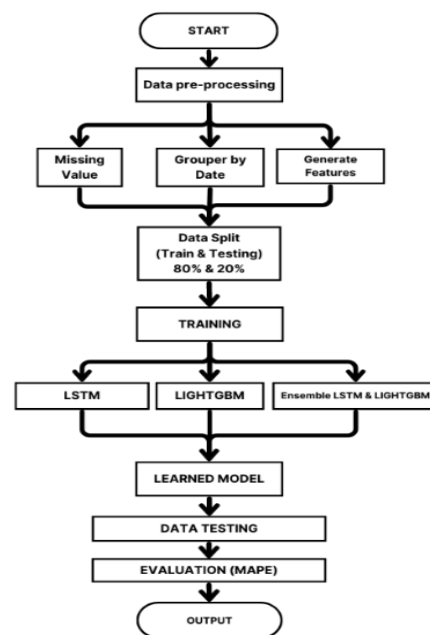 START
Data pre-processing
Missing
Value
Grouper by
Date
Generate
Features
Data Split
(Train & Testing)
80% & 20%
TRAINING
LSTM
LIGHTGBM
Ensemble LSTM & LIGHTGBM
LEARNED MODEL
DATA TESTING
EVALUATION (MAPE)
OUTPUT